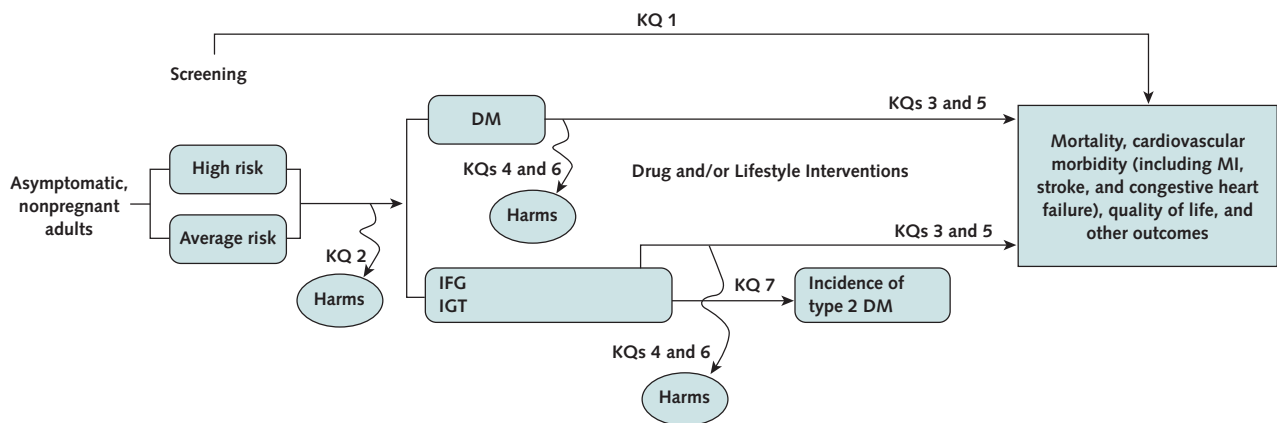 KQ 1
Screening
KQs 3 and 5
DM
Mortality, cardiovascular
morbidity (including MI,
stroke, and congestive heart
failure), quality of life, and
other outcomes
High risk
KQs 4 and 6
Drug and/or Lifestyle Interventions
Asymptomatic,
nonpregnant
adults
Harms
Average risk
KQs 3 and 5
KQ 2
IFG
IGT
KQ 7
Incidence of
type 2 DM
Harms
KQs 4 and 6
Harms